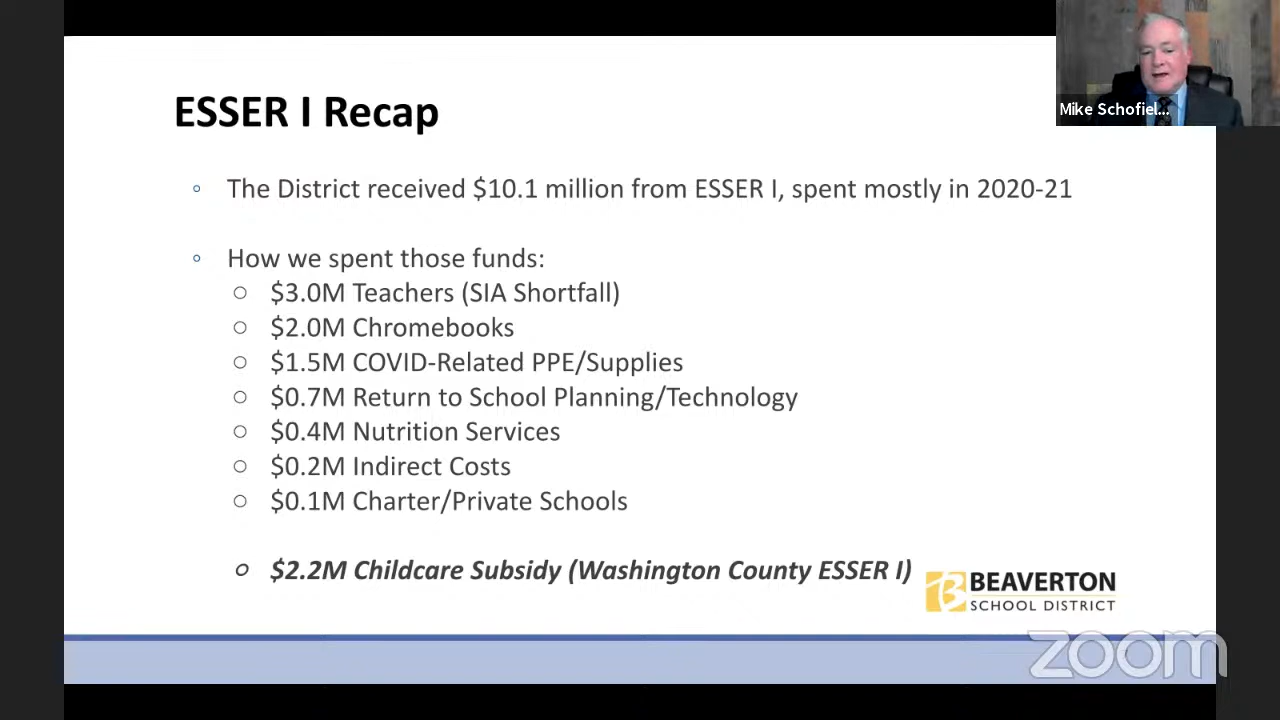 Mike Schofiel...
ESSER I Recap
◦ The District received $10.1 million from ESSER I, spent mostly in 2020-21
◦ How we spent those funds:
○ $3.0M Teachers (SIA Shortfall)
○ $2.0M Chromebooks
○ $1.5M COVID-Related PPE/Supplies
○ $0.7M Return to School Planning/Technology
○ $0.4M Nutrition Services
○ $0.2M Indirect Costs
○ $0.1M Charter/Private Schools
○ $2.2M Childcare Subsidy (Washington County ESSER I)
B BEAVERTON
SCHOOL DISTRICT
zoom